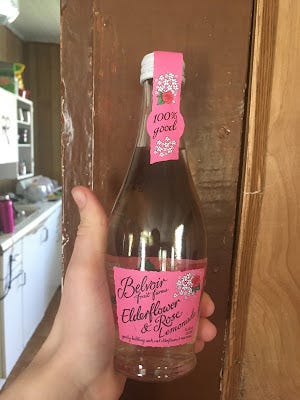 100%
good
Belvoir
fruit farms
Elderflower
& Rose
Lemonade